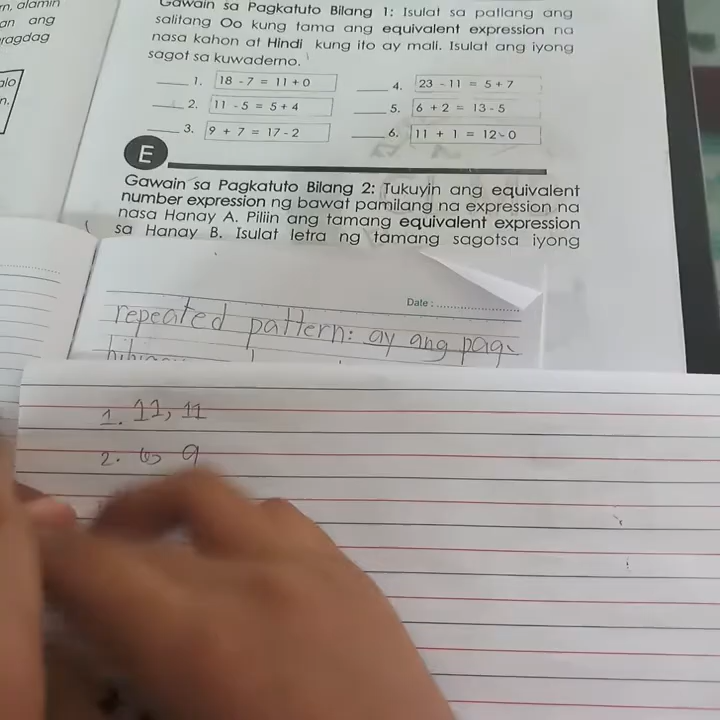 n, alamin
an ang
ragdag
alo
n.
Gawain sa Pagkatuto Bilang 1: Isulat sa patlang ang
salitang Oo kung tama ang equivalent expression na
nasa kahon at Hindi kung ito ay mali. Isulat ang iyong
sagot sa kuwaderno.
_____ 1. 18 - 7 = 11 + 0
_____ 2. 11 - 5 = 5 + 4
_____ 3. 9 + 7 = 17 - 2
_____ 4. 23 - 11 = 5 + 7
_____ 5. 6 + 2 = 13 - 5
_____ 6. 11 + 1 = 12 - 0
E
Gawain sa Pagkatuto Bilang 2: Tukuyin ang equivalent
number expression ng bawat pamilang na expression na
nasa Hanay A. Piliin ang tamang equivalent expression
sa Hanay B. Isulat letra ng tamang sagotsa iyong
Date : ........................
repeated pattern: ay ang pag-
1. 11, 11
2. 6, 9